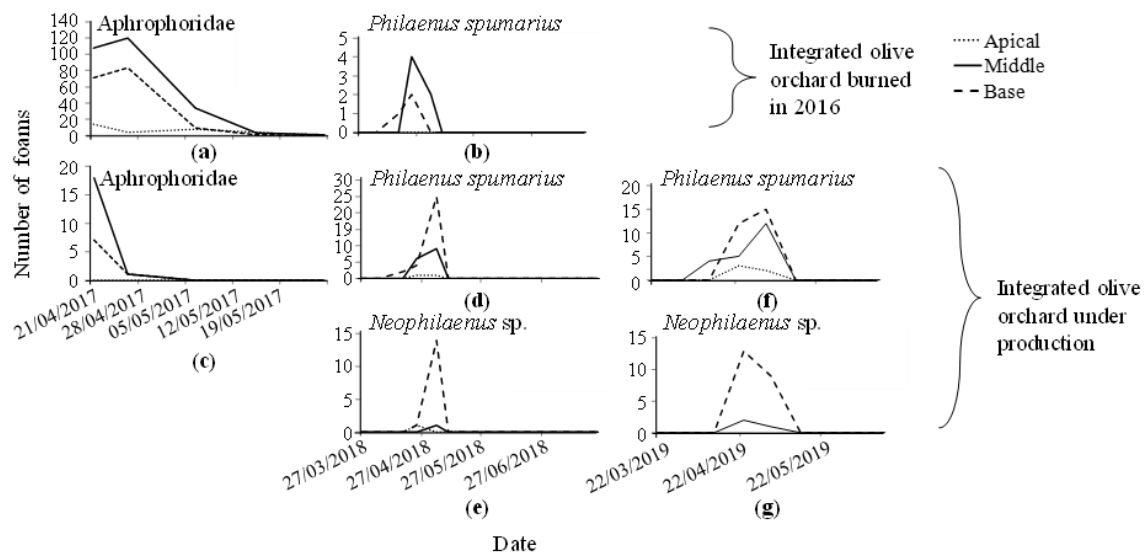 Number of foams
Aphrophoridae
140
120
100
80
60
40
20
0
(a)
Philaenus spumarius
5
4
3
2
1
0
(b)
Integrated olive
orchard burned
in 2016
Apical
Middle
Base
Aphrophoridae
20
15
10
5
0
21/04/2017
28/04/2017
05/05/2017
12/05/2017
19/05/2017
(c)
Philaenus spumarius
30
25
19
15
10
5
0
(d)
Philaenus spumarius
20
15
10
5
0
(f)
Neophilaenus sp.
15
10
5
0
27/03/2018
27/04/2018
27/05/2018
27/06/2018
(e)
Neophilaenus sp.
15
10
5
0
22/03/2019
22/04/2019
22/05/2019
(g)
Integrated olive
orchard under
production
Date